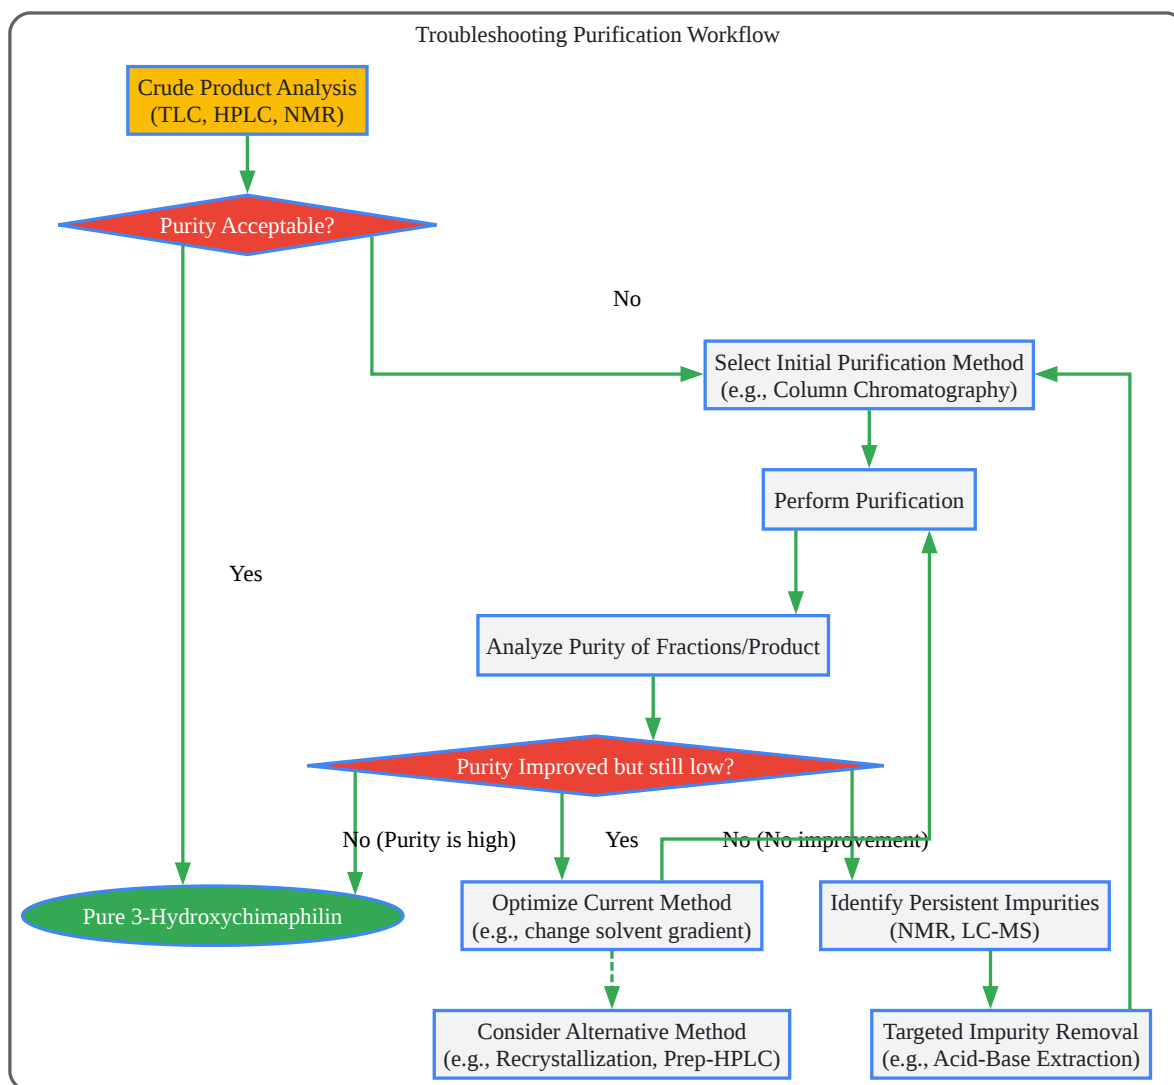 Troubleshooting Purification Workflow
Crude Product Analysis
(TLC, HPLC, NMR)
Purity Acceptable?
No
Select Initial Purification Method
(e.g., Column Chromatography)
Perform Purification
Yes
Analyze Purity of Fractions/Product
Purity Improved but still low?
No (Purity is high)
Yes
No (No improvement)
Pure 3-Hydroxychimaphilin
Optimize Current Method
(e.g., change solvent gradient)
Identify Persistent Impurities
(NMR, LC-MS)
Consider Alternative Method
(e.g., Recrystallization, Prep-HPLC)
Targeted Impurity Removal
(e.g., Acid-Base Extraction)